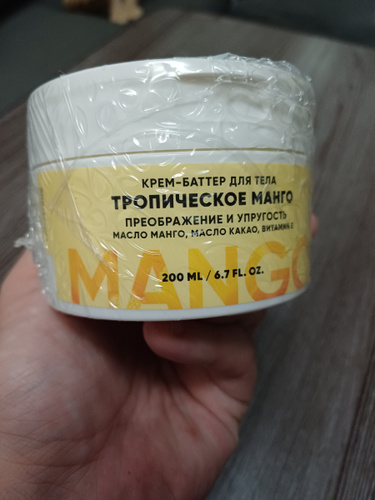 КРЕМ-БАТТЕР ДЛЯ ТЕЛА
ТРОПИЧЕСКОЕ МАНГО
ПРЕОБРАЖЕНИЕ И УПРУГОСТЬ
МАСЛО МАНГО, МАСЛО КАКАО, ВИТАМИН Е
MANGO
200 ML / 6.7 FL. OZ.